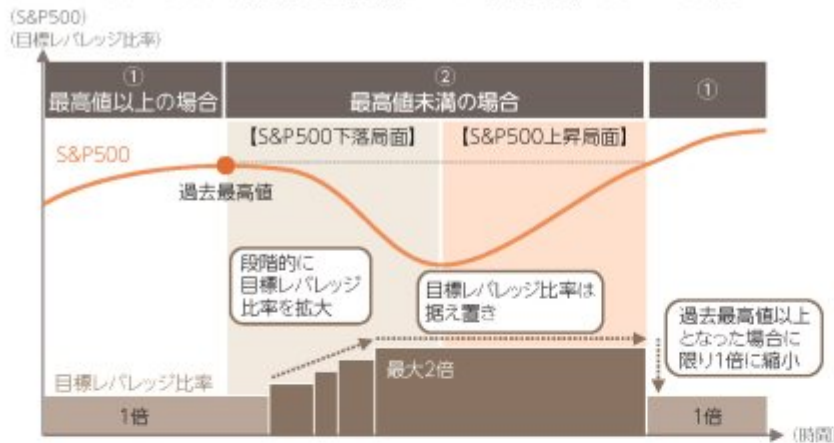 (S&P500)
(目標レバレッジ比率)
①
最高値以上の場合
②
最高値未満の場合
①
【S&P500下落局面】
【S&P500上昇局面】
S&P500
過去最高値
段階的に
目標レバレッジ
比率を拡大
目標レバレッジ比率は
据え置き
過去最高値以上
となった場合に
限り1倍に縮小
目標レバレッジ比率
最大2倍
1倍
1倍
(時間)